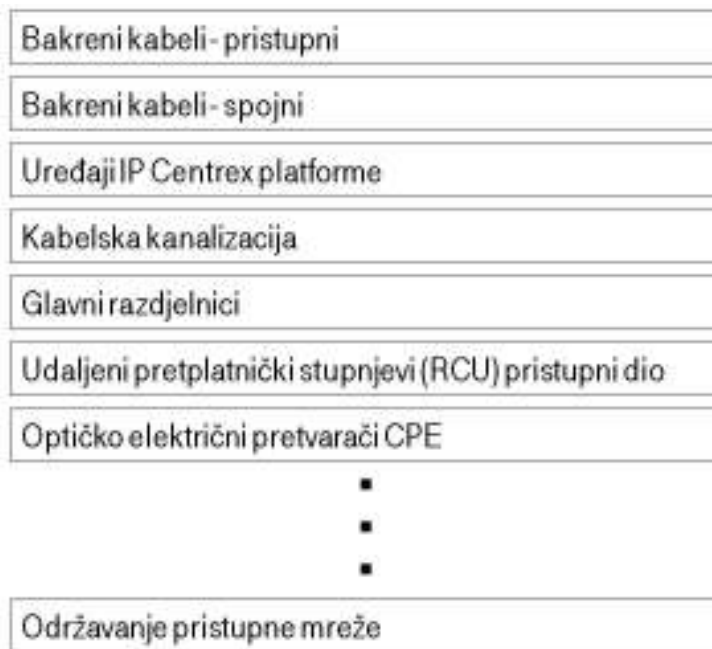 Bakreni kabeli - pristupni
Bakreni kabeli - spojni
Uređaji IP Centrex platforme
Kabelska kanalizacija
Glavni razdjelnici
Udaljeni pretplatnički stupnjevi (RCU) pristupni dio
Optičko električni pretvarači CPE
Održavanje pristupne mreže